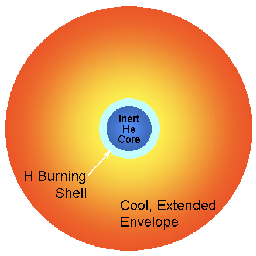 Inert
He
Core
H Burning
Shell
Cool, Extended
Envelope